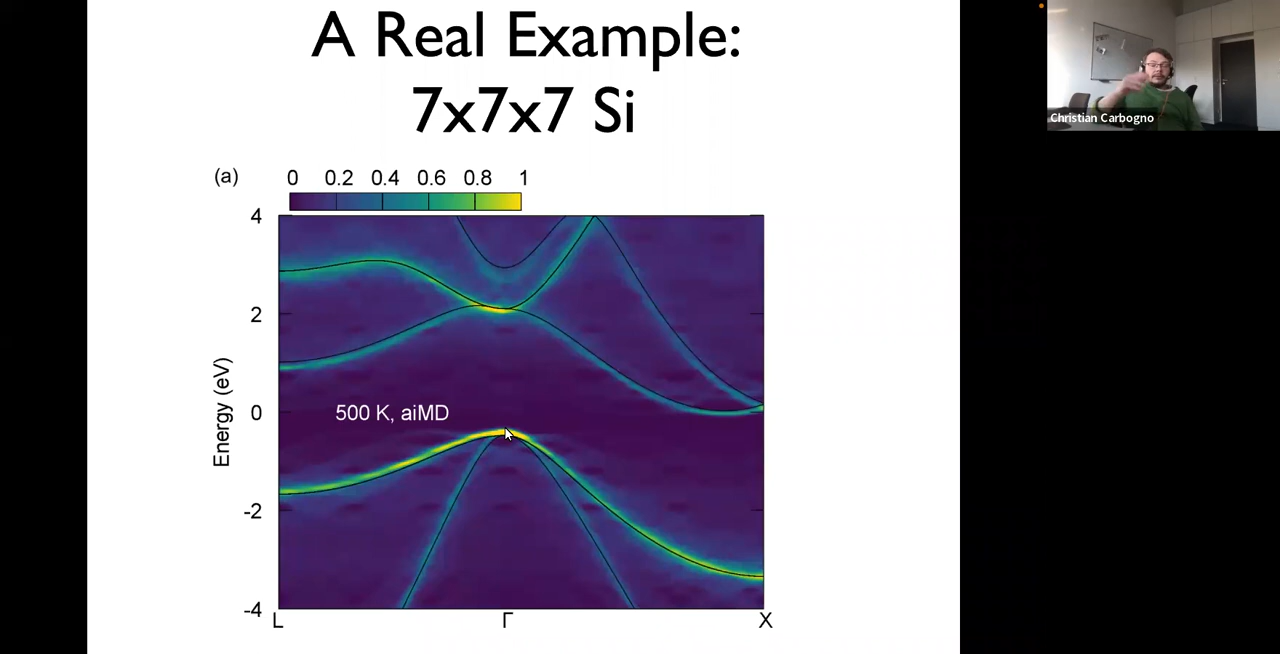 A Real Example:
7x7x7 Si
Christian Carbogno
(a)
0 0.2 0.4 0.6 0.8 1
4
2
0
-2
-4
Energy (eV)
500 K, aiMD
L Γ X